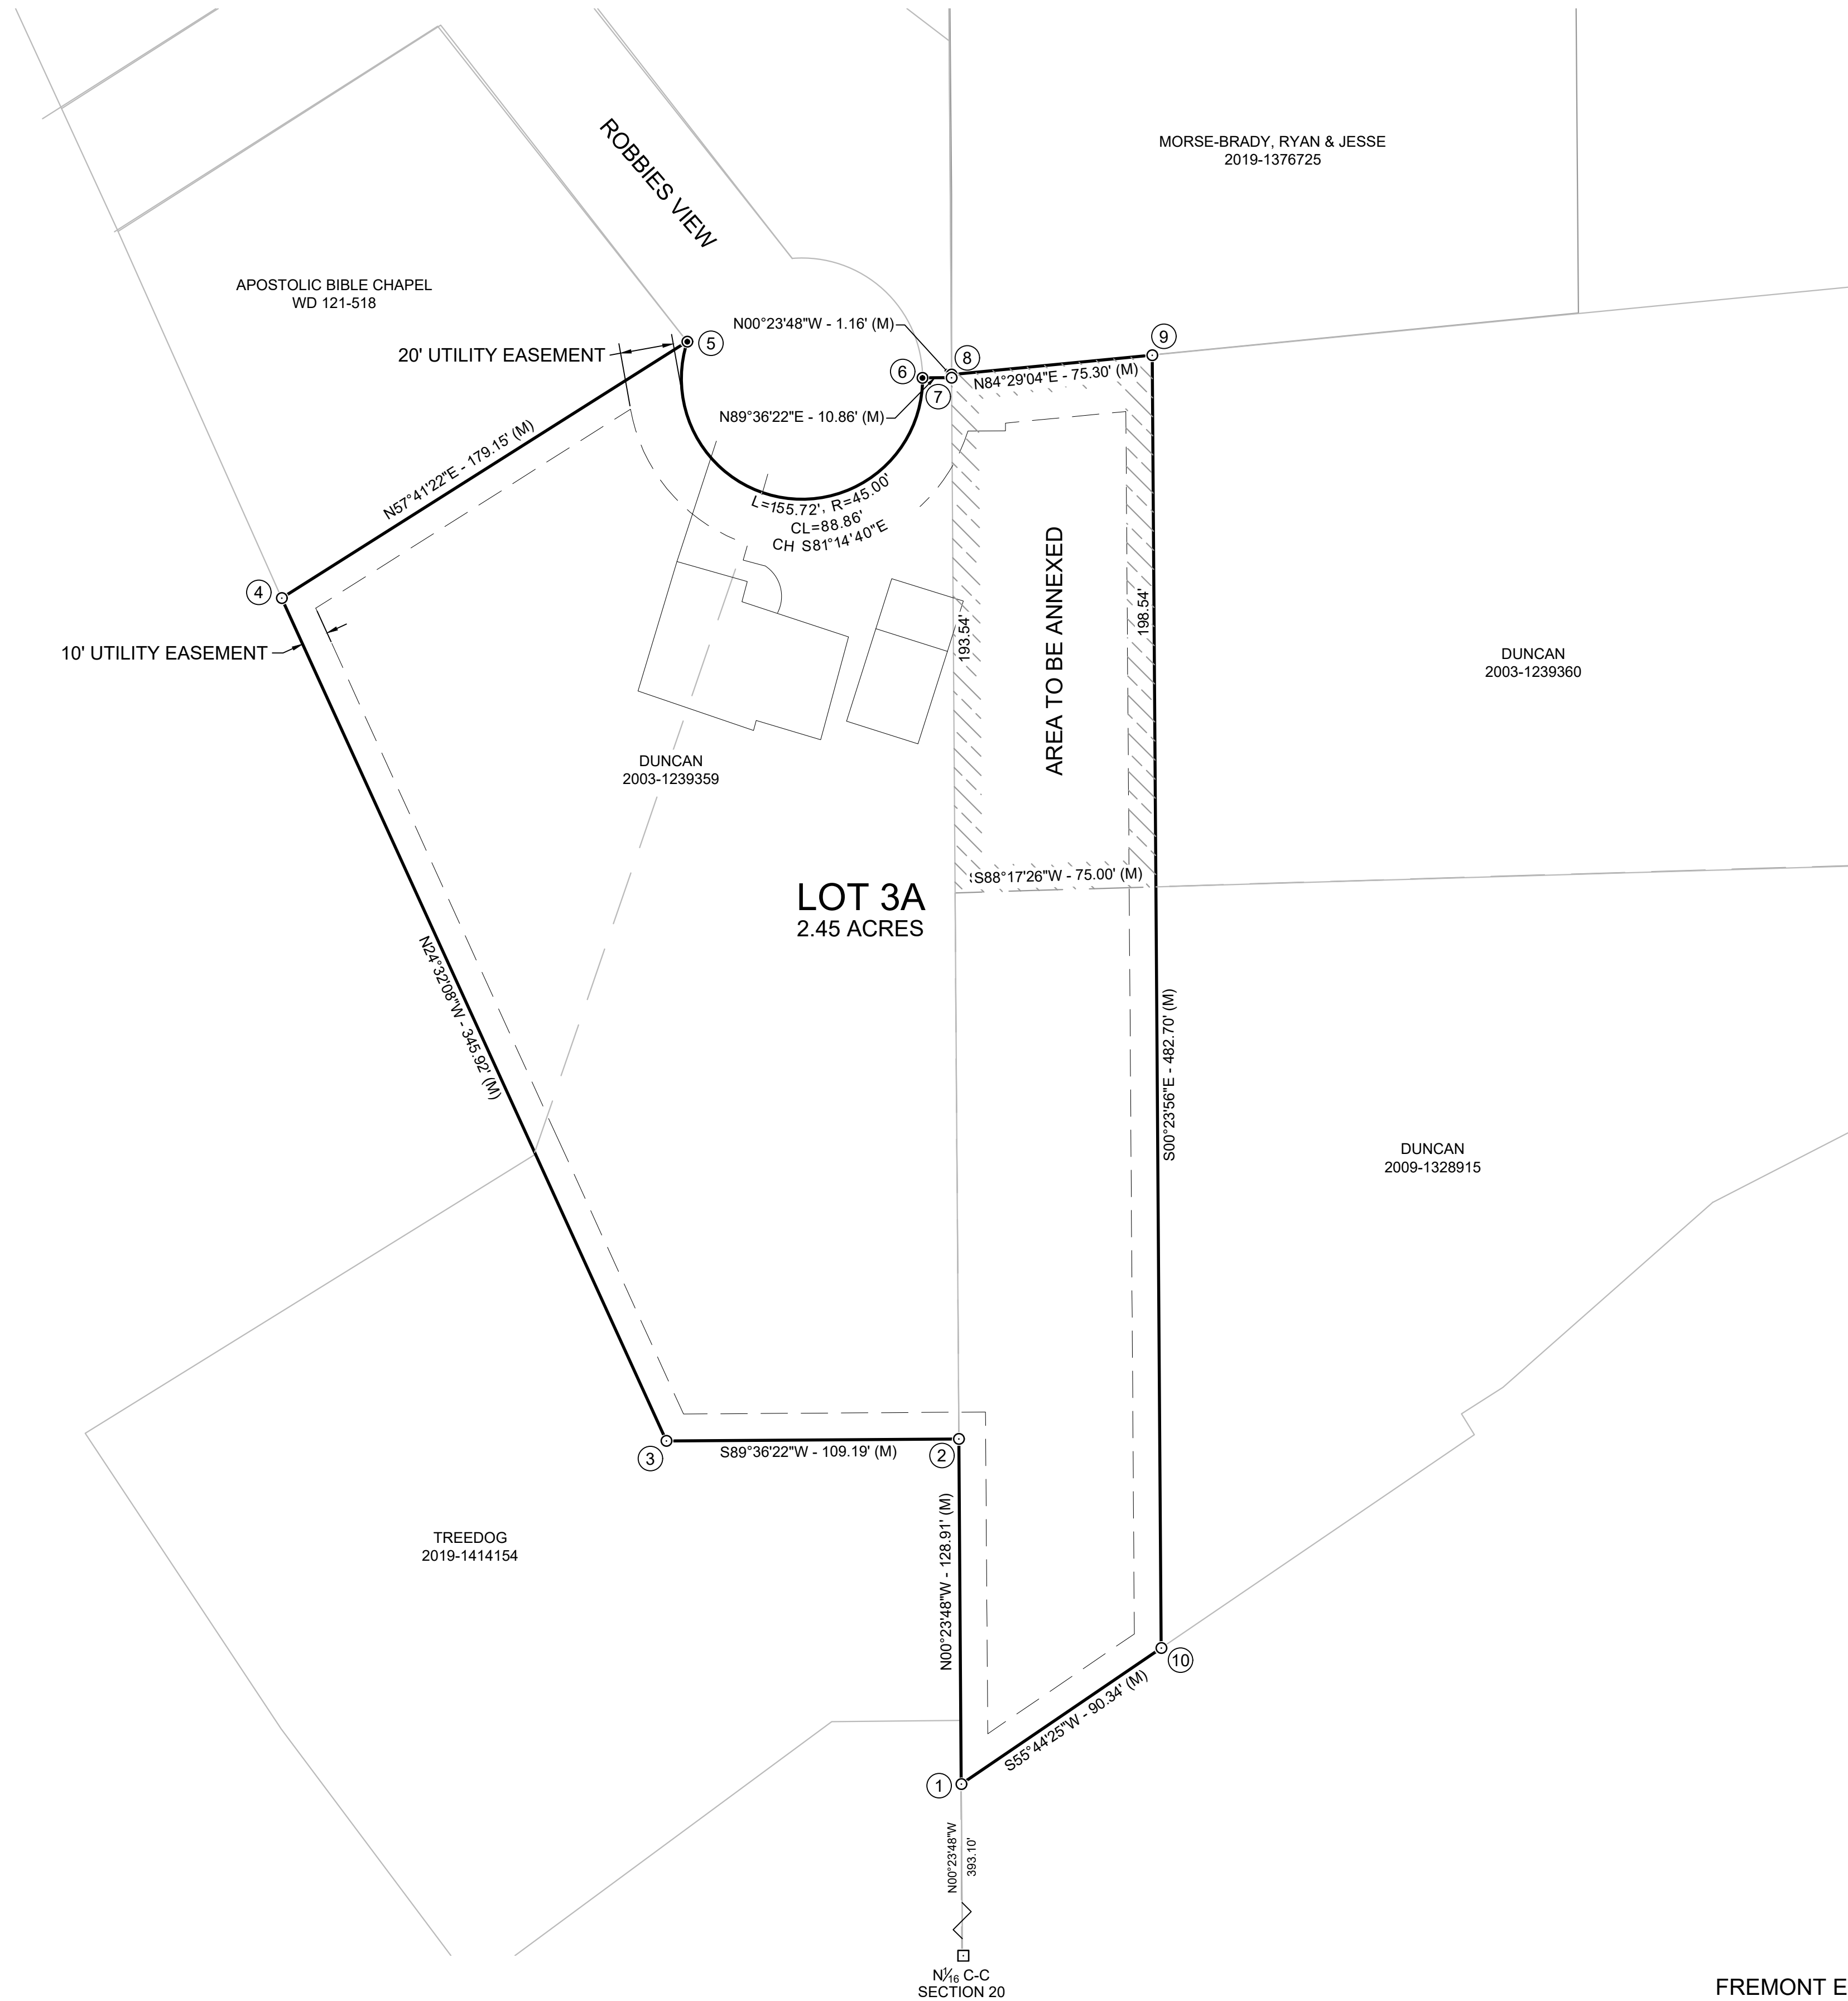 ROBBIES VIEW
MORSE-BRADY, RYAN & JESSE
2019-1376725
APOSTOLIC BIBLE CHAPEL
WD 121-518
20' UTILITY EASEMENT
5
N00°23'48"W - 1.16' (M)
8
9
6
7
N84°29'04"E - 75.30' (M)
N89°36'22"E - 10.86' (M)
N57°41'22"E - 179.15' (M)
L=155.72', R=45.00'
CL=88.86'
CH S81°14'40"E
4
10' UTILITY EASEMENT
193.54'
AREA TO BE ANNEXED
198.54'
DUNCAN
2003-1239360
DUNCAN
2003-1239359
S88°17'26"W - 75.00' (M)
LOT 3A
2.45 ACRES
N24°32'08"W - 345.92' (M)
S00°23'56"E - 482.70' (M)
DUNCAN
2009-1328915
3
S89°36'22"W - 109.19' (M)
2
N00°23'48"W - 128.91' (M)
TREEDOG
2019-1414154
10
S55°44'25"W - 90.34' (M)
1
N00°23'48"W
393.10'
N1/16 C-C
SECTION 20
FREMONT E